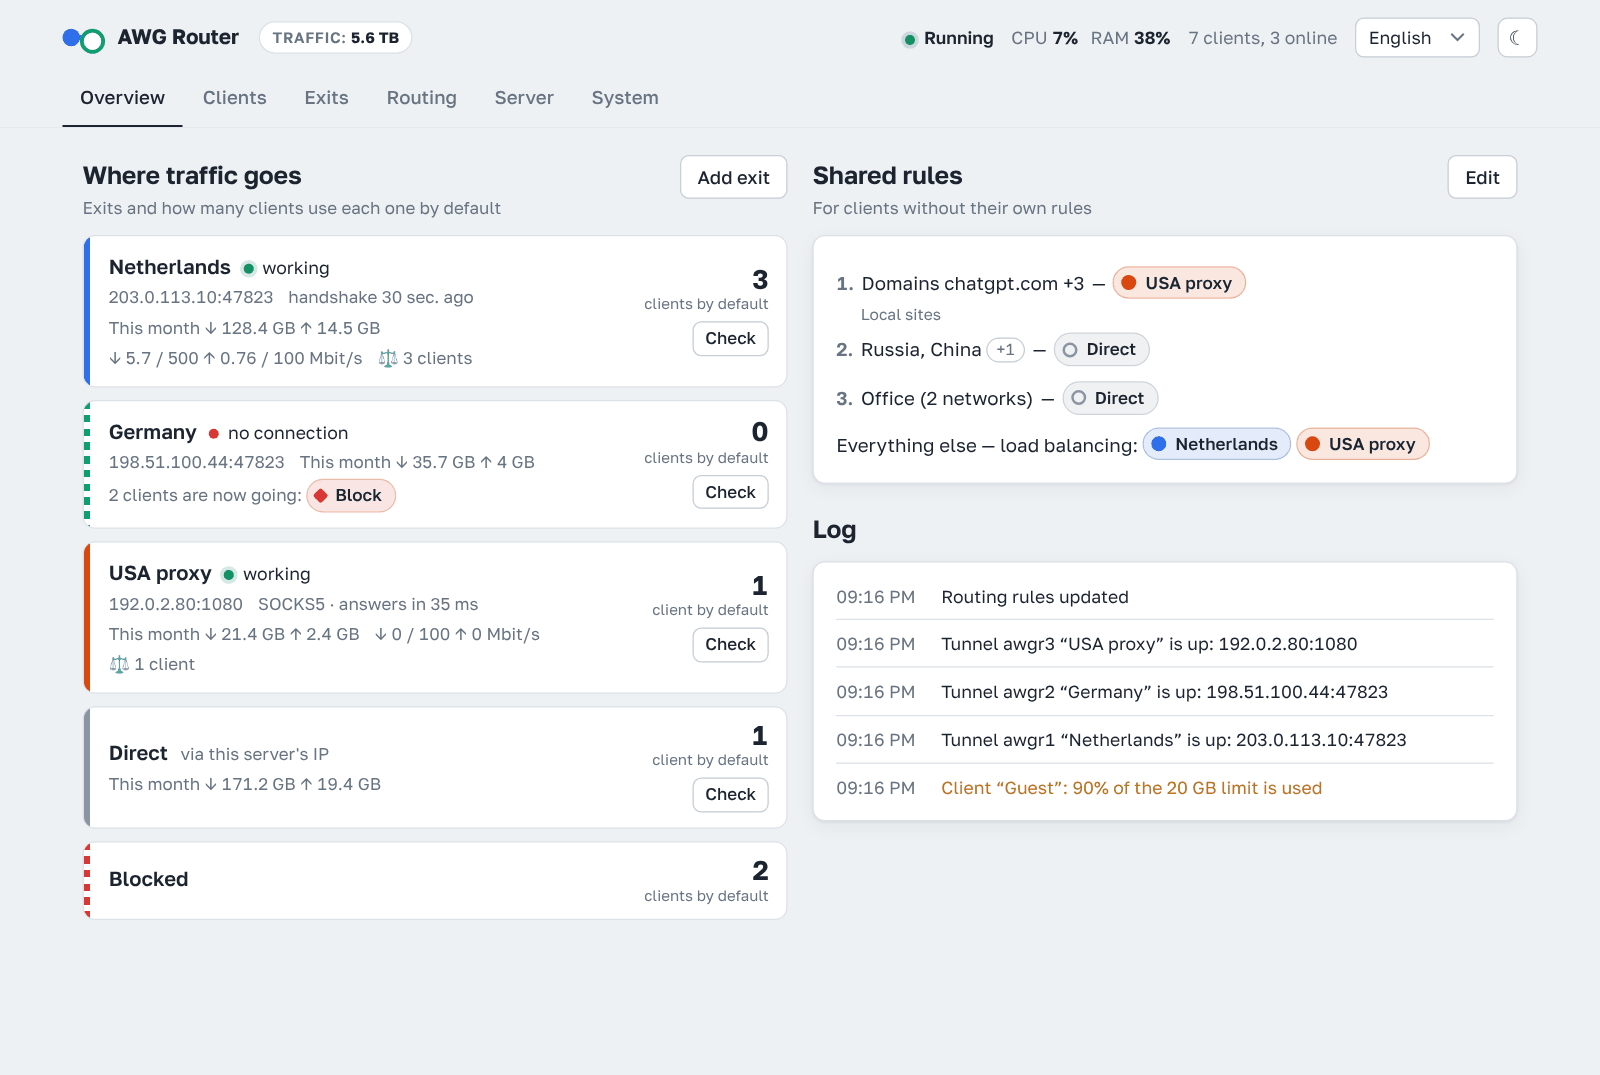 AWG Router
TRAFFIC: 5.6 TB
Running CPU 7% RAM 38% 7 clients, 3 online
English
Overview Clients Exits Routing Server System
Where traffic goes
Add exit
Exits and how many clients use each one by default
Netherlands working
203.0.113.10:47823 handshake 30 sec. ago
This month ↓ 128.4 GB ↑ 14.5 GB
↓ 5.7 / 500 ↑ 0.76 / 100 Mbit/s ⚖ 3 clients
3
clients by default
Check
Germany no connection
198.51.100.44:47823 This month ↓ 35.7 GB ↑ 4 GB
2 clients are now going: Block
0
clients by default
Check
USA proxy working
192.0.2.80:1080 SOCKS5 · answers in 35 ms
This month ↓ 21.4 GB ↑ 2.4 GB ↓ 0 / 100 ↑ 0 Mbit/s
⚖ 1 client
1
client by default
Check
Direct via this server's IP
This month ↓ 171.2 GB ↑ 19.4 GB
1
client by default
Check
Blocked
2
clients by default
Shared rules
Edit
For clients without their own rules
1. Domains chatgpt.com +3 — USA proxy
Local sites
2. Russia, China +1 — Direct
3. Office (2 networks) — Direct
Everything else — load balancing: Netherlands USA proxy
Log
09:16 PM Routing rules updated
09:16 PM Tunnel awgr3 “USA proxy” is up: 192.0.2.80:1080
09:16 PM Tunnel awgr2 “Germany” is up: 198.51.100.44:47823
09:16 PM Tunnel awgr1 “Netherlands” is up: 203.0.113.10:47823
09:16 PM Client “Guest”: 90% of the 20 GB limit is used